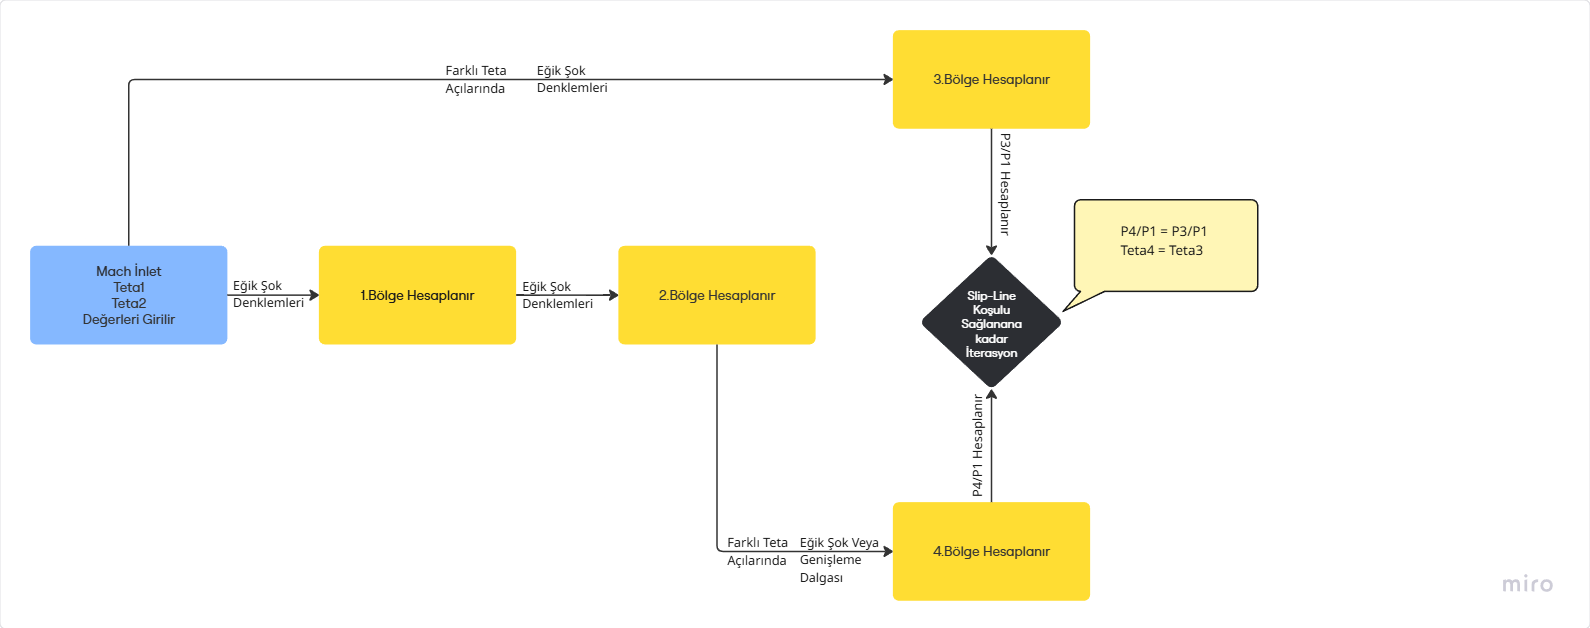 Farklı Teta
Açılarında
Eğik Şok
Denklemleri
3.Bölge Hesaplanır
P3/P1 Hesaplanır
Mach İnlet
Teta1
Teta2
Değerleri Girilir
Eğik Şok
Denklemleri
1.Bölge Hesaplanır
Eğik Şok
Denklemleri
2.Bölge Hesaplanır
Slip-Line
Koşulu
Sağlanana
kadar
İterasyon
P4/P1 = P3/P1
Teta4 = Teta3
P4/P1 Hesaplanır
Farklı Teta
Açılarında
Eğik Şok Veya
Genişleme
Dalgası
4.Bölge Hesaplanır
miro